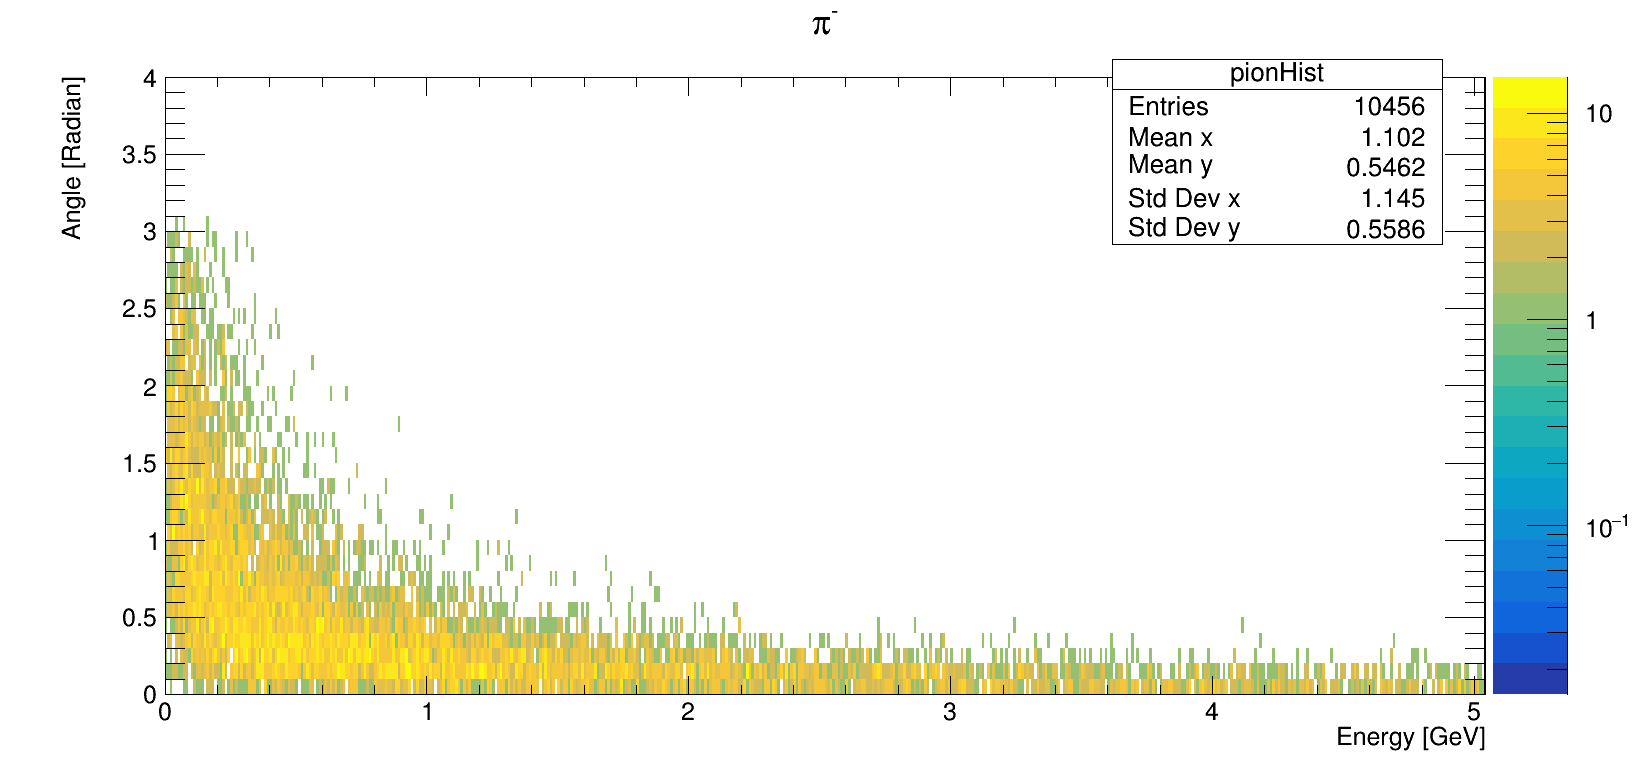 π⁻
pionHist
Entries 10456
Mean x 1.102
Mean y 0.5462
Std Dev x 1.145
Std Dev y 0.5586
Angle [Radian]
4
3.5
3
2.5
2
1.5
1
0.5
0
0 1 2 3 4 5
Energy [GeV]
10
1
10⁻¹